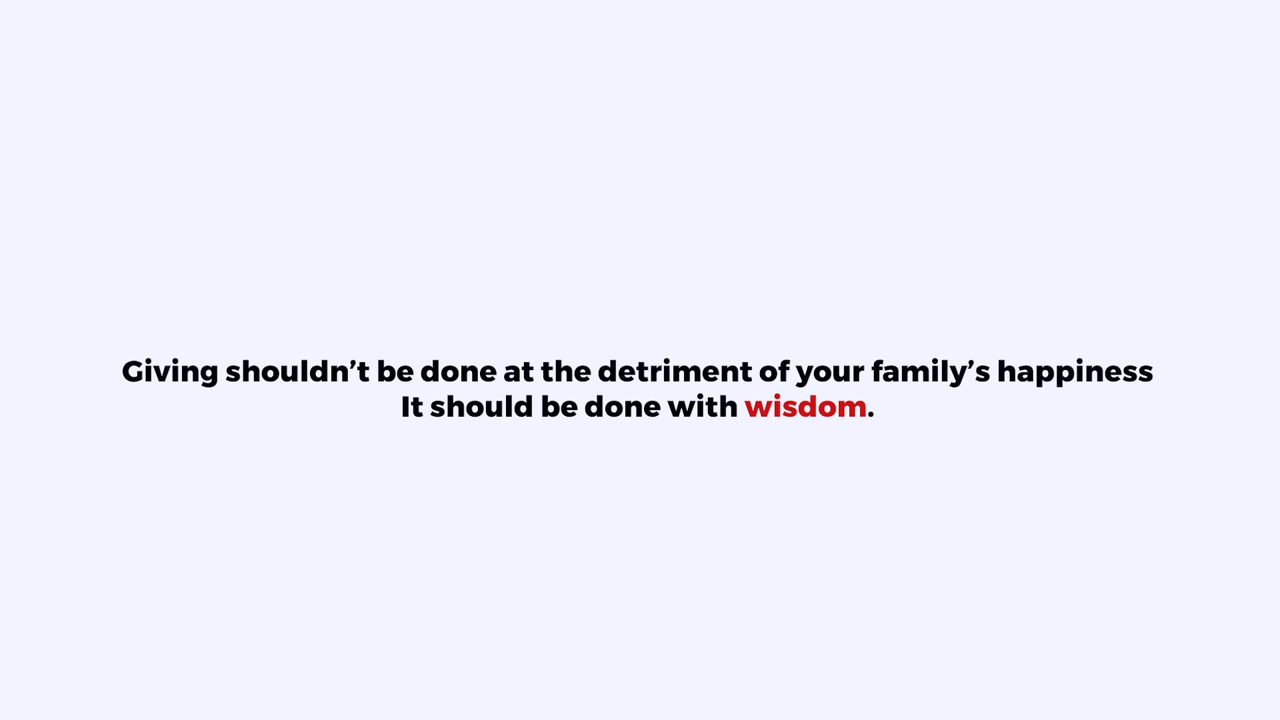 Giving shouldn’t be done at the detriment of your family’s happiness
It should be done with wisdom.